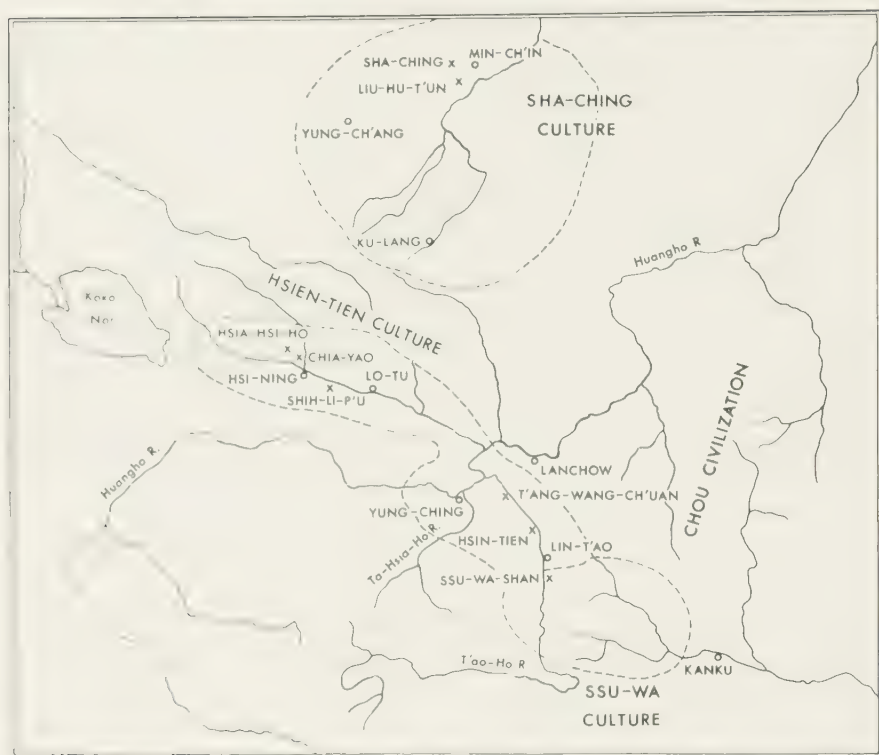 SHA-CHING
MIN-CH'IN
LIU-HU-T'UN
SHA-CHING
CULTURE
YUNG-CH'ANG
KU-LANG
Huangho R
HSIEN-TIEN CULTURE
Koko
Nor
HSIA HSI HO
CHIA-YAO
HSI-NING
LO-TU
SHIH-LI-P'U
CHOU CIVILIZATION
Huangho R.
LANCHOW
T'ANG-WANG-CH'UAN
YUNG-CHING
Ta-Hsia-Ho R.
HSIN-TIEN
LIN-T'AO
SSU-WA-SHAN
T'ao-Ho R
KANKU
SSU-WA
CULTURE